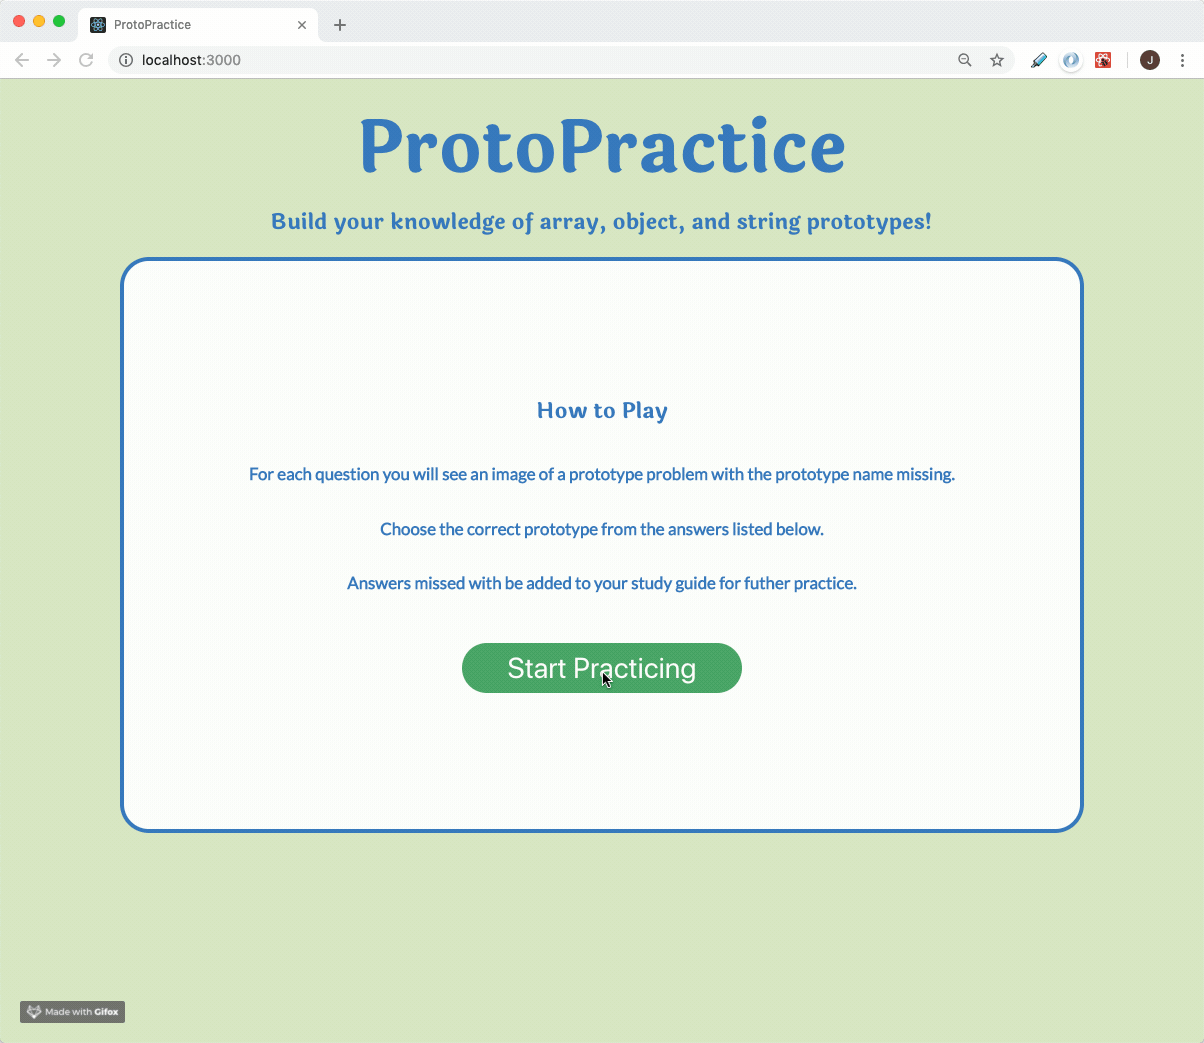 ProtoPractice
localhost:3000
J
ProtoPractice
Build your knowledge of array, object, and string prototypes!
How to Play
For each question you will see an image of a prototype problem with the prototype name missing.
Choose the correct prototype from the answers listed below.
Answers missed with be added to your study guide for futher practice.
Start Practicing
Made with Gifox